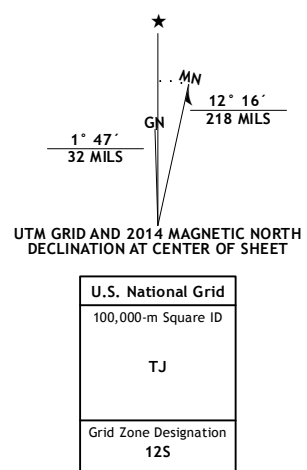 MN
GN
12° 16´
218 MILS
1° 47´
32 MILS
UTM GRID AND 2014 MAGNETIC NORTH
DECLINATION AT CENTER OF SHEET
U.S. National Grid
100,000-m Square ID
TJ
Grid Zone Designation
12S